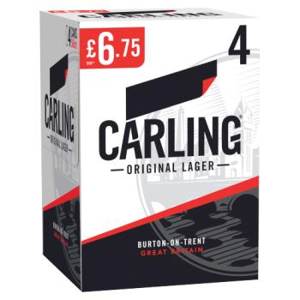 £6.75
4
CARLING
ORIGINAL LAGER
BURTON-ON-TRENT
GREAT BRITAIN